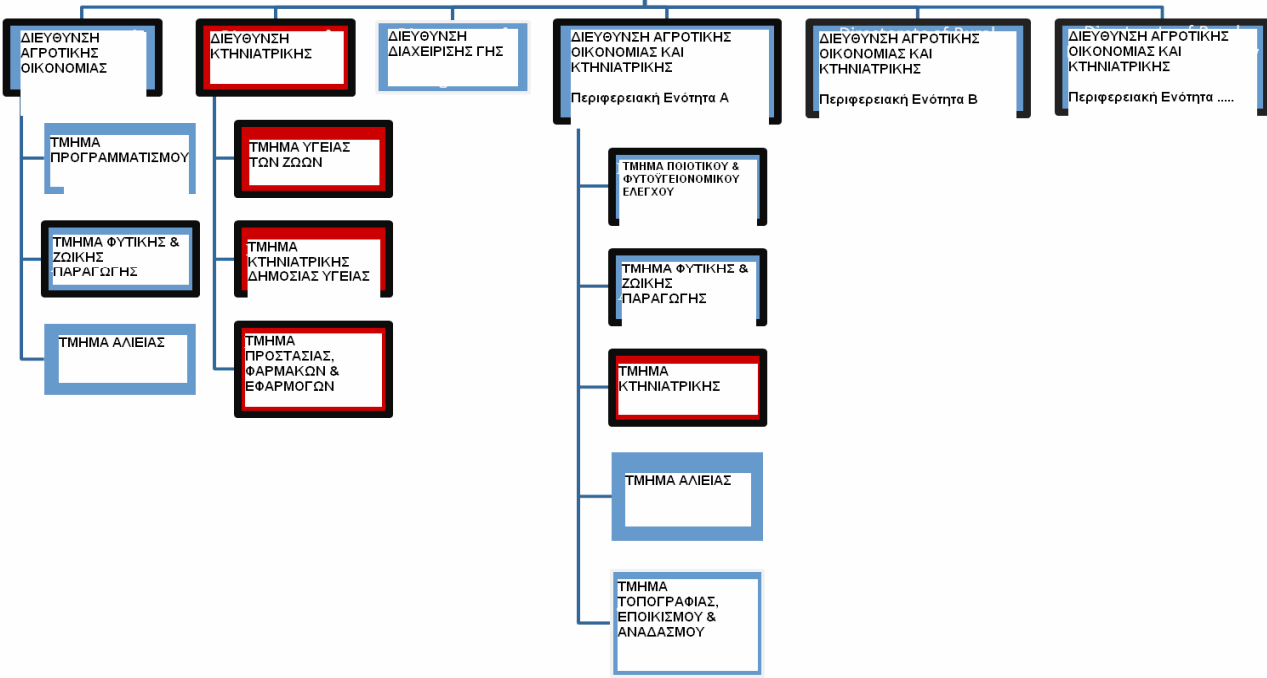 ΔΙΕΥΘΥΝΣΗ
ΑΓΡΟΤΙΚΗΣ
ΟΙΚΟΝΟΜΙΑΣ
ΔΙΕΥΘΥΝΣΗ
ΚΤΗΝΙΑΤΡΙΚΗΣ
ΔΙΕΥΘΥΝΣΗ
ΔΙΑΧΕΙΡΙΣΗΣ ΓΗΣ
ΔΙΕΥΘΥΝΣΗ ΑΓΡΟΤΙΚΗΣ
ΟΙΚΟΝΟΜΙΑΣ ΚΑΙ
ΚΤΗΝΙΑΤΡΙΚΗΣ
Περιφερειακή Ενότητα Α
ΔΙΕΥΘΥΝΣΗ ΑΓΡΟΤΙΚΗΣ
ΟΙΚΟΝΟΜΙΑΣ ΚΑΙ
ΚΤΗΝΙΑΤΡΙΚΗΣ
Περιφερειακή Ενότητα Β
ΔΙΕΥΘΥΝΣΗ ΑΓΡΟΤΙΚΗΣ
ΟΙΚΟΝΟΜΙΑΣ ΚΑΙ
ΚΤΗΝΙΑΤΡΙΚΗΣ
Περιφερειακή Ενότητα .....
ΤΜΗΜΑ
ΠΡΟΓΡΑΜΜΑΤΙΣΜΟΥ
ΤΜΗΜΑ ΦΥΤΙΚΗΣ &
ΖΩΙΚΗΣ
ΠΑΡΑΓΩΓΗΣ
ΤΜΗΜΑ ΑΛΙΕΙΑΣ
ΤΜΗΜΑ ΥΓΕΙΑΣ
ΤΩΝ ΖΩΩΝ
ΤΜΗΜΑ
ΚΤΗΝΙΑΤΡΙΚΗΣ
ΔΗΜΟΣΙΑΣ ΥΓΕΙΑΣ
ΤΜΗΜΑ
ΠΡΟΣΤΑΣΙΑΣ,
ΦΑΡΜΑΚΩΝ &
ΕΦΑΡΜΟΓΩΝ
ΤΜΗΜΑ ΠΟΙΟΤΙΚΟΥ &
ΦΥΤΟΫΓΕΙΟΝΟΜΙΚΟΥ
ΕΛΕΓΧΟΥ
ΤΜΗΜΑ ΦΥΤΙΚΗΣ &
ΖΩΙΚΗΣ
ΠΑΡΑΓΩΓΗΣ
ΤΜΗΜΑ
ΚΤΗΝΙΑΤΡΙΚΗΣ
ΤΜΗΜΑ ΑΛΙΕΙΑΣ
ΤΜΗΜΑ
ΤΟΠΟΓΡΑΦΙΑΣ,
ΕΠΟΙΚΙΣΜΟΥ &
ΑΝΑΔΑΣΜΟΥ